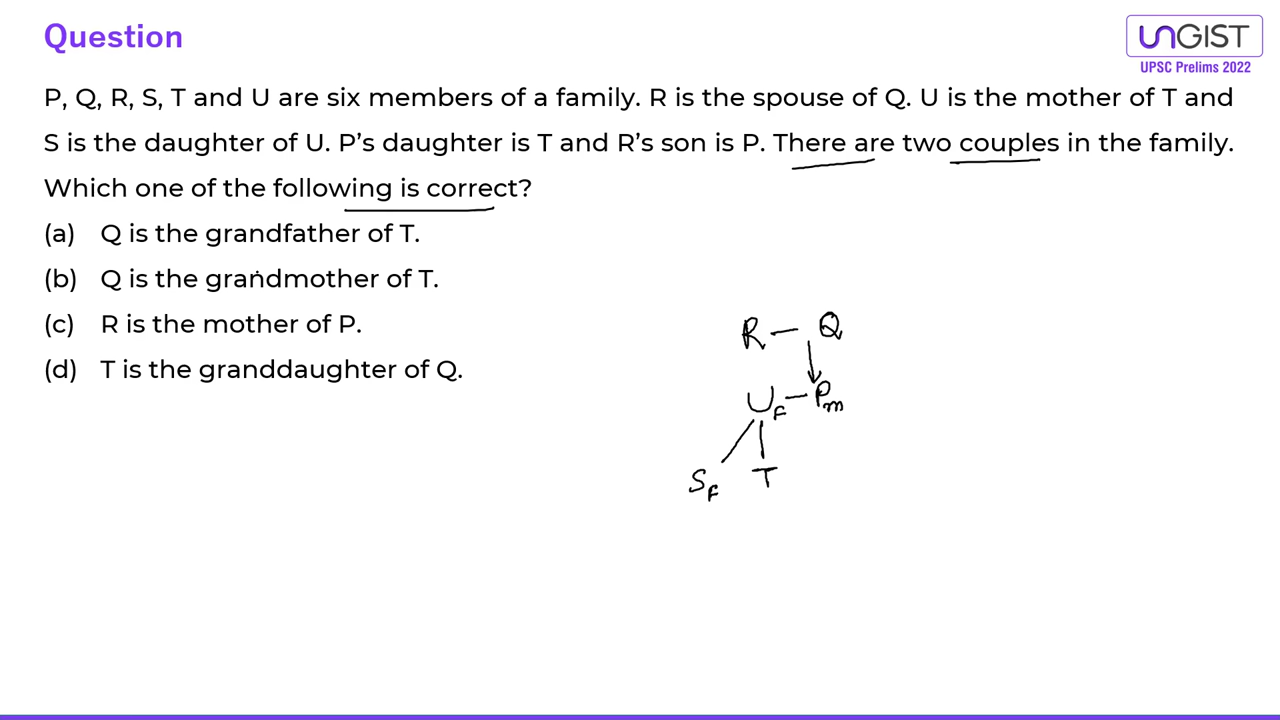 Question
UNGIST
UPSC Prelims 2022
P, Q, R, S, T and U are six members of a family. R is the spouse of Q. U is the mother of T and
S is the daughter of U. P’s daughter is T and R’s son is P. There are two couples in the family.
Which one of the following is correct?
(a) Q is the grandfather of T.
(b) Q is the grandmother of T.
(c) R is the mother of P.
(d) T is the granddaughter of Q.
R — Q
U F — P m
S F T